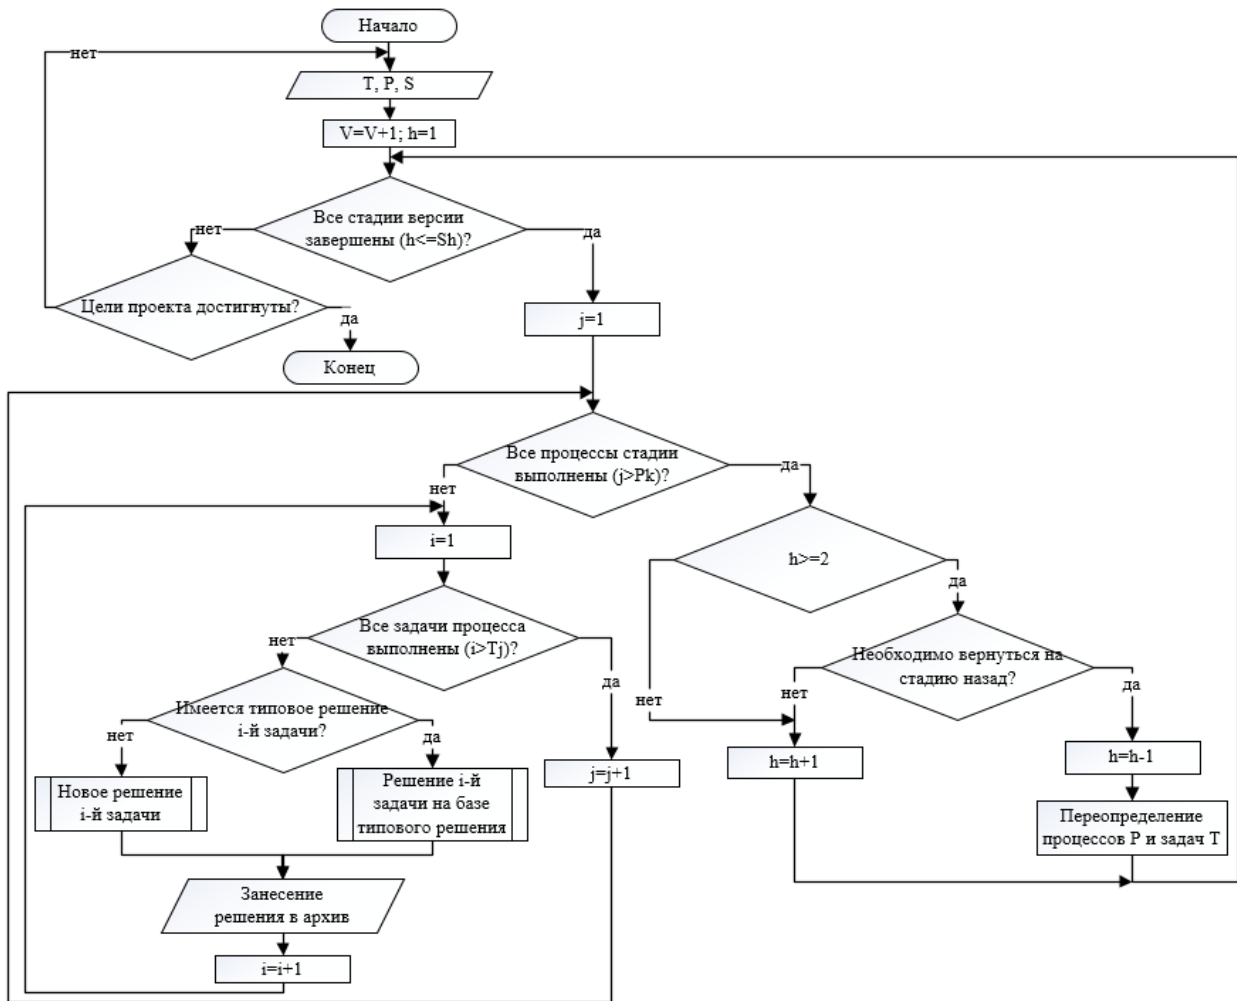 Начало
нет
T, P, S
V=V+1; h=1
Все стадии версии
завершены (h<=Sh)?
нет
да
Цели проекта достигнуты?
j=1
да
Конец
Все процессы стадии
выполнены (j>Pk)?
да
нет
i=1
h>=2
да
Все задачи процесса
выполнены (i>Tj)?
нет
Необходимо вернуться на
стадию назад?
да
нет
нет
да
Имеется типовое решение
i-й задачи?
нет
да
j=j+1
h=h+1
h=h-1
Новое решение
i-й задачи
Решение i-й
задачи на базе
типового решения
Переопределение
процессов P и задач T
Занесение
решения в архив
i=i+1